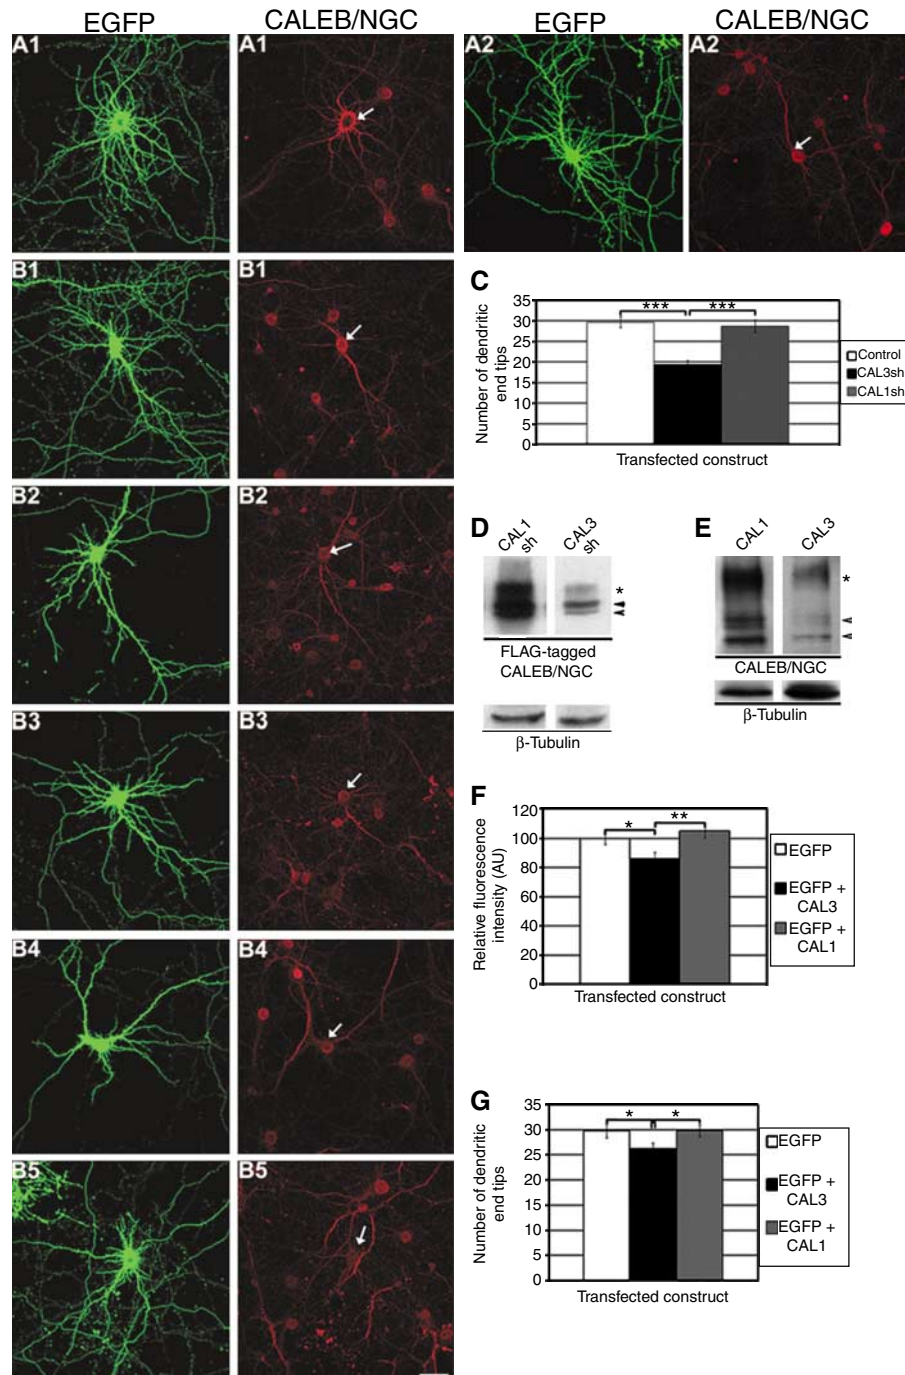 EGFP
CALEB/NGC
EGFP
CALEB/NGC
A1
A1
A2
A2
B1
B1
B2
B2
B3
B3
B4
B4
B5
B5
C
35
30
25
20
15
10
5
0
Number of dendritic
end tips
***
***
Transfected construct
Control
CAL3sh
CAL1sh
D
CAL1
sh
CAL3
sh
*
FLAG-tagged
CALEB/NGC
β-Tubulin
E
CAL1
CAL3
*
CALEB/NGC
β-Tubulin
F
120
100
80
60
40
20
0
Relative fluorescence
intensity (AU)
*
**
Transfected construct
EGFP
EGFP +
CAL3
EGFP +
CAL1
G
35
30
25
20
15
10
5
0
Number of dendritic
end tips
*
*
Transfected construct
EGFP
EGFP +
CAL3
EGFP +
CAL1